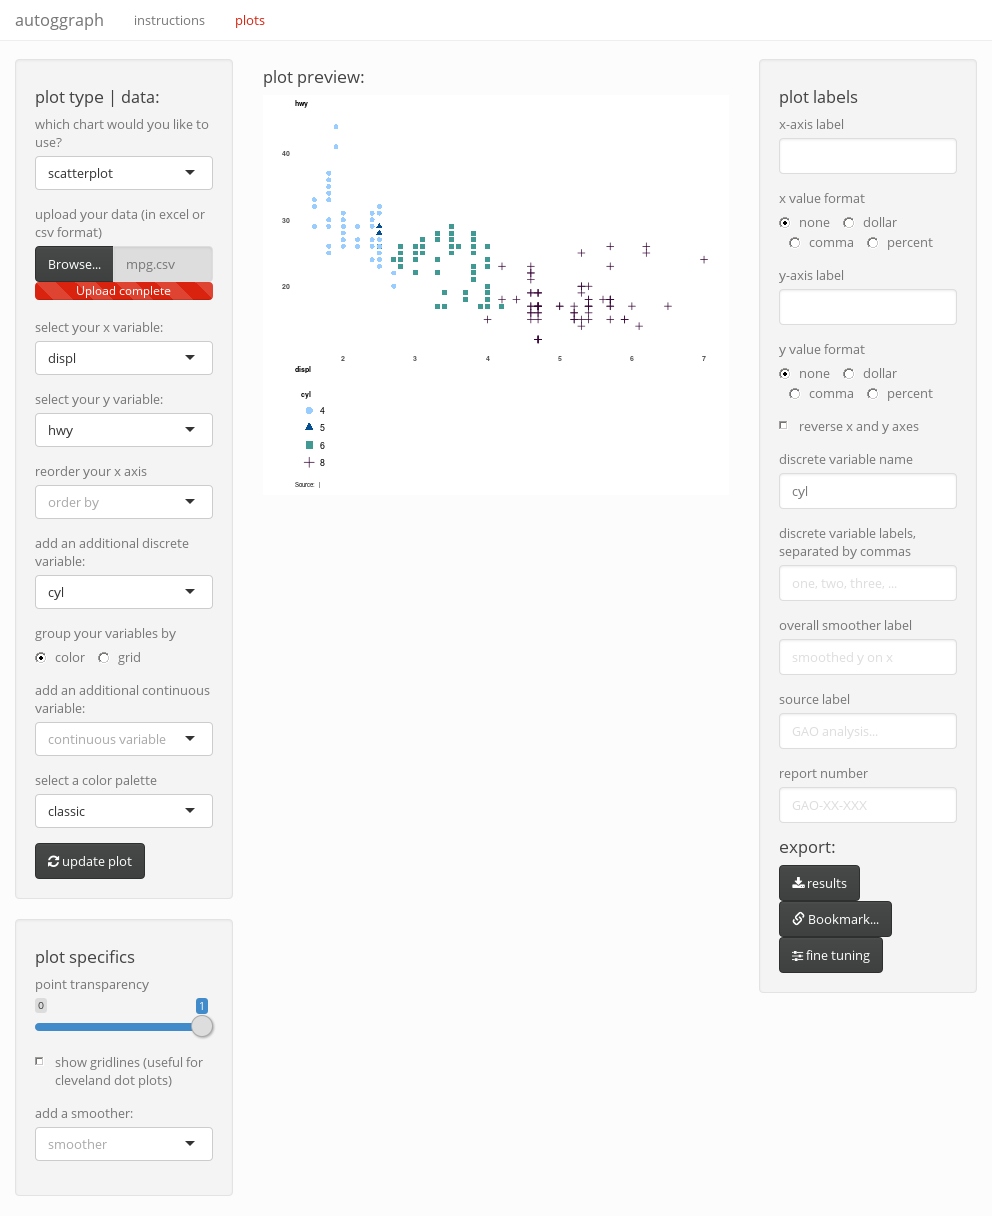 autoggraph instructions plots
plot type | data:
which chart would you like to
use?
scatterplot
upload your data (in excel or
csv format)
Browse... mpg.csv
Upload complete
select your x variable:
displ
select your y variable:
hwy
reorder your x axis
order by
add an additional discrete
variable:
cyl
group your variables by
color grid
add an additional continuous
variable:
continuous variable
select a color palette
classic
update plot
plot specifics
point transparency
0 1
show gridlines (useful for
cleveland dot plots)
add a smoother:
smoother
plot preview:
hwy
40
30
20
2 3 4 5 6 7
displ
cyl
4
5
6
8
Source: |
plot labels
x-axis label
x value format
none dollar
comma percent
y-axis label
y value format
none dollar
comma percent
reverse x and y axes
discrete variable name
cyl
discrete variable labels,
separated by commas
one, two, three, ...
overall smoother label
smoothed y on x
source label
GAO analysis...
report number
GAO-XX-XXX
export:
results
Bookmark...
fine tuning